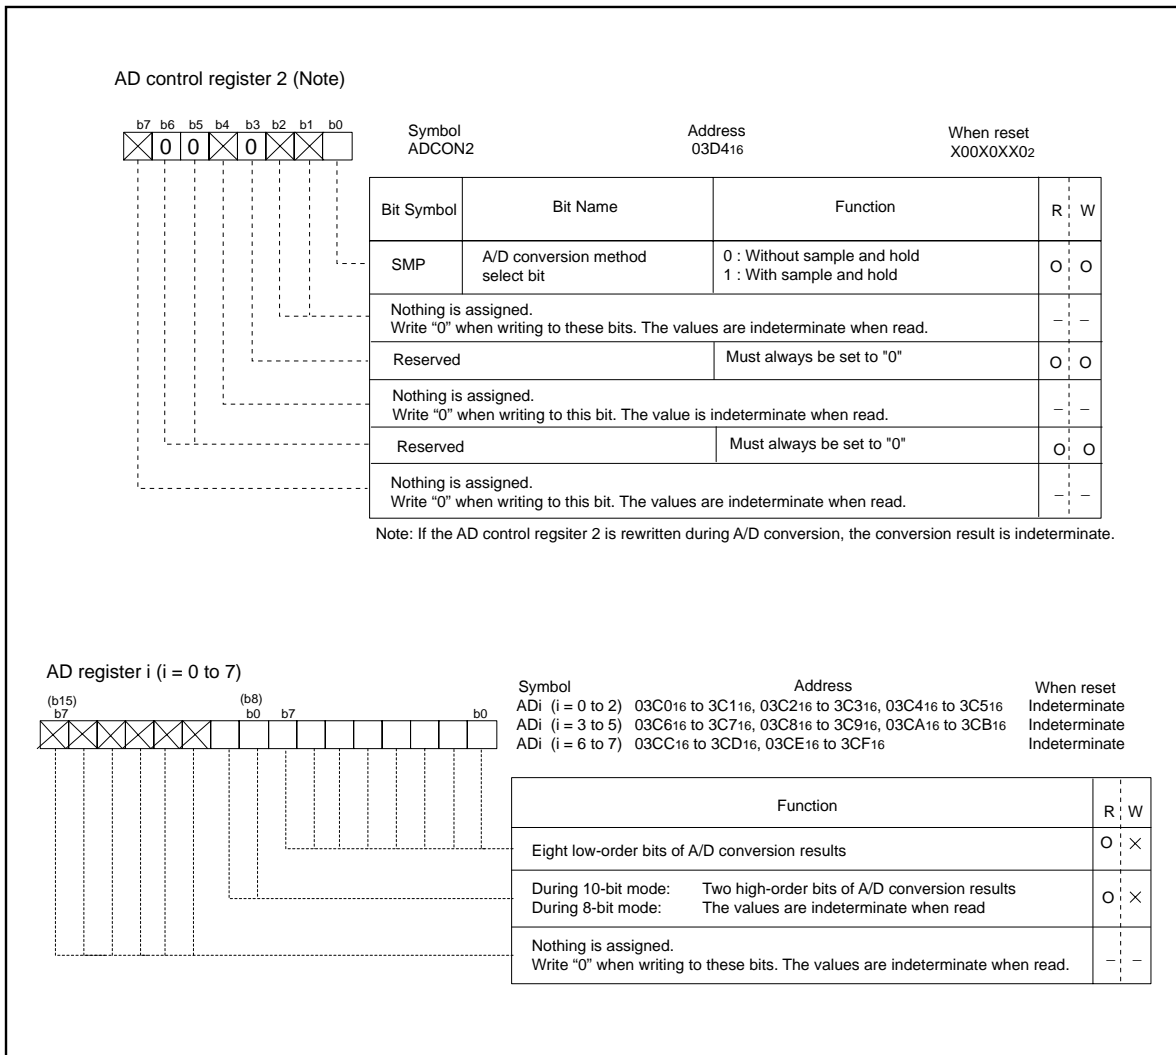 AD control register 2 (Note)
b7 b6 b5 b4 b3 b2 b1 b0
0 0 0
Symbol Address When reset
ADCON2 03D416 X00X0XX02
Bit Symbol Bit Name Function R W
SMP A/D conversion method select bit 0 : Without sample and hold O O
1 : With sample and hold
Nothing is assigned.
Write “0” when writing to these bits. The values are indeterminate when read. – –
Reserved Must always be set to "0" O O
Nothing is assigned.
Write “0” when writing to this bit. The value is indeterminate when read. – –
Reserved Must always be set to "0" O O
Nothing is assigned.
Write “0” when writing to this bit. The values are indeterminate when read. – –
Note: If the AD control regsiter 2 is rewritten during A/D conversion, the conversion result is indeterminate.
AD register i (i = 0 to 7)
(b15) (b8)
b7 b0 b7 b0
Symbol Address When reset
ADi (i = 0 to 2) 03C016 to 3C116, 03C216 to 3C316, 03C416 to 3C516 Indeterminate
ADi (i = 3 to 5) 03C616 to 3C716, 03C816 to 3C916, 03CA16 to 3CB16 Indeterminate
ADi (i = 6 to 7) 03CC16 to 3CD16, 03CE16 to 3CF16 Indeterminate
Function R W
Eight low-order bits of A/D conversion results O ×
During 10-bit mode: Two high-order bits of A/D conversion results O ×
During 8-bit mode: The values are indeterminate when read
Nothing is assigned.
Write “0” when writing to these bits. The values are indeterminate when read. – –